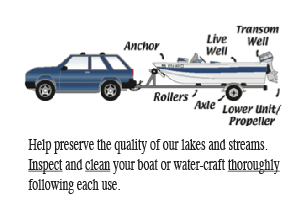 Transom
Well
Live
Well
Anchor
Rollers
Axle
Lower Unit/
Propeller
Help preserve the quality of our lakes and streams.
Inspect and clean your boat or water-craft thoroughly
following each use.